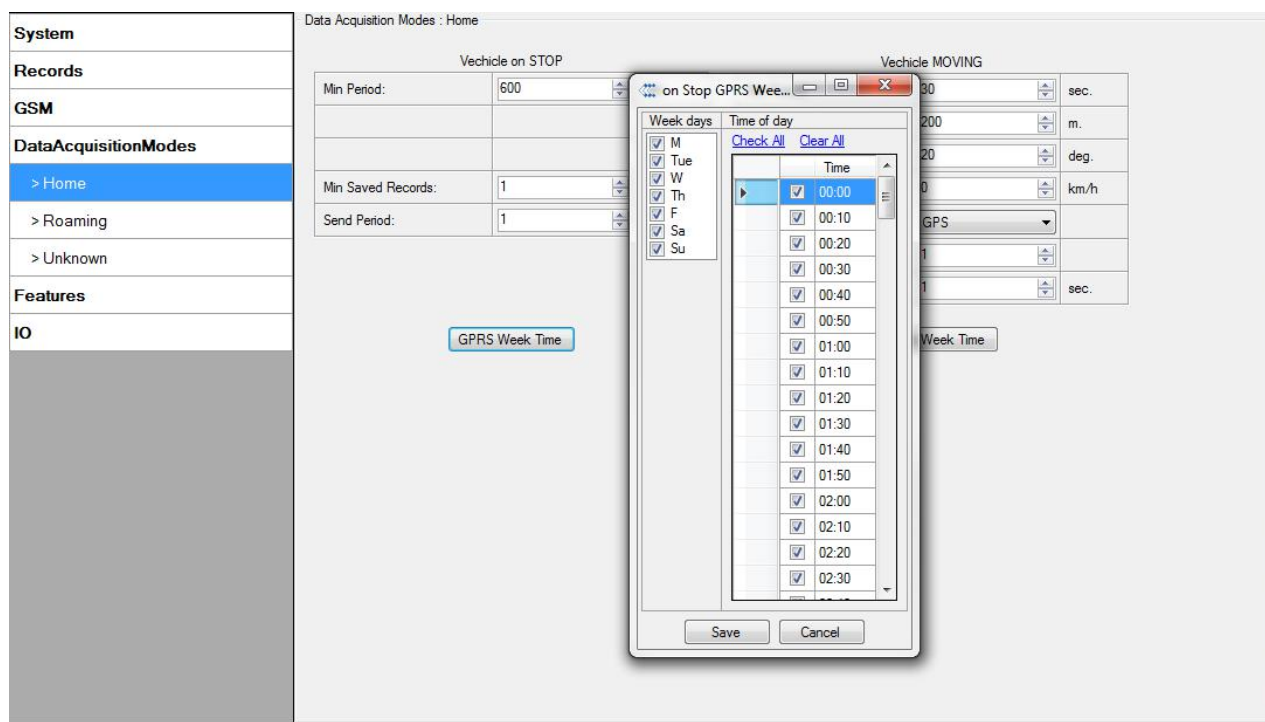 System
Records
GSM
DataAcquisitionModes
> Home
> Roaming
> Unknown
Features
IO
Data Acquisition Modes : Home
Vechicle on STOP
Min Period: 600
Min Saved Records: 1
Send Period: 1
GPRS Week Time
Vechicle MOVING
30 sec.
200 m.
20 deg.
0 km/h
GPS
1
1 sec.
Week Time
on Stop GPRS Wee...
Week days
M
Tue
W
Th
F
Sa
Su
Time of day
Check All Clear All
Time
00:00
00:10
00:20
00:30
00:40
00:50
01:00
01:10
01:20
01:30
01:40
01:50
02:00
02:10
02:20
02:30
Save Cancel